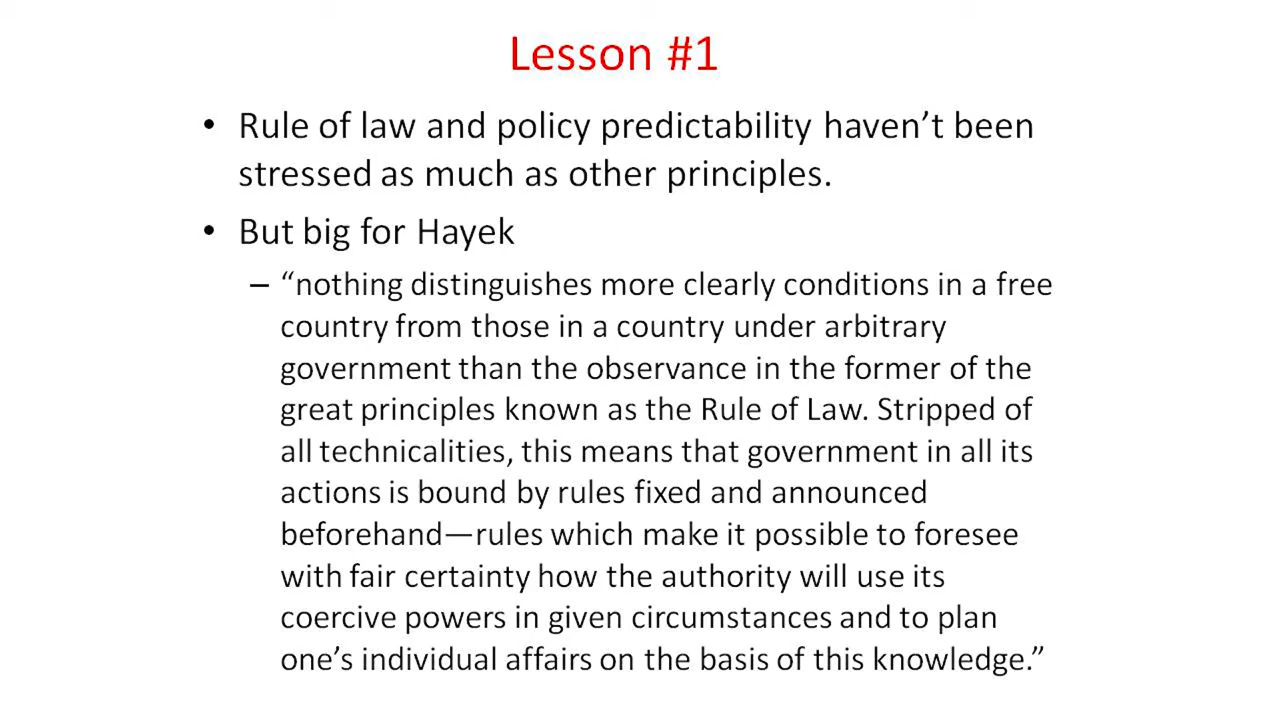 Lesson #1
• Rule of law and policy predictability haven’t been
stressed as much as other principles.
• But big for Hayek
– “nothing distinguishes more clearly conditions in a free
country from those in a country under arbitrary
government than the observance in the former of the
great principles known as the Rule of Law. Stripped of
all technicalities, this means that government in all its
actions is bound by rules fixed and announced
beforehand—rules which make it possible to foresee
with fair certainty how the authority will use its
coercive powers in given circumstances and to plan
one’s individual affairs on the basis of this knowledge.”